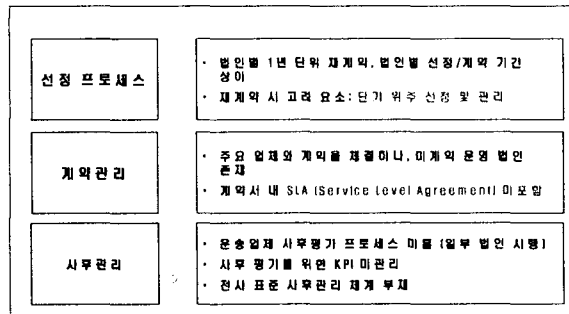 선정 프로세스
· 법인별 1년 단위 재계약, 법인별 선정/계약 기간
상이
· 재계약 시 고려 요소: 단기 위주 선정 및 관리
계약관리
· 주요 업체와 계약을 체결하나, 미계약 운영 법인
존재
· 계약서 내 SLA (Service Level Agreement) 미포함
사후관리
· 운송업체 사후평가 프로세스 미흡 (일부 법인 시행)
· 사후 평가를 위한 KPI 미관리
· 전사 표준 사후관리 체계 부재